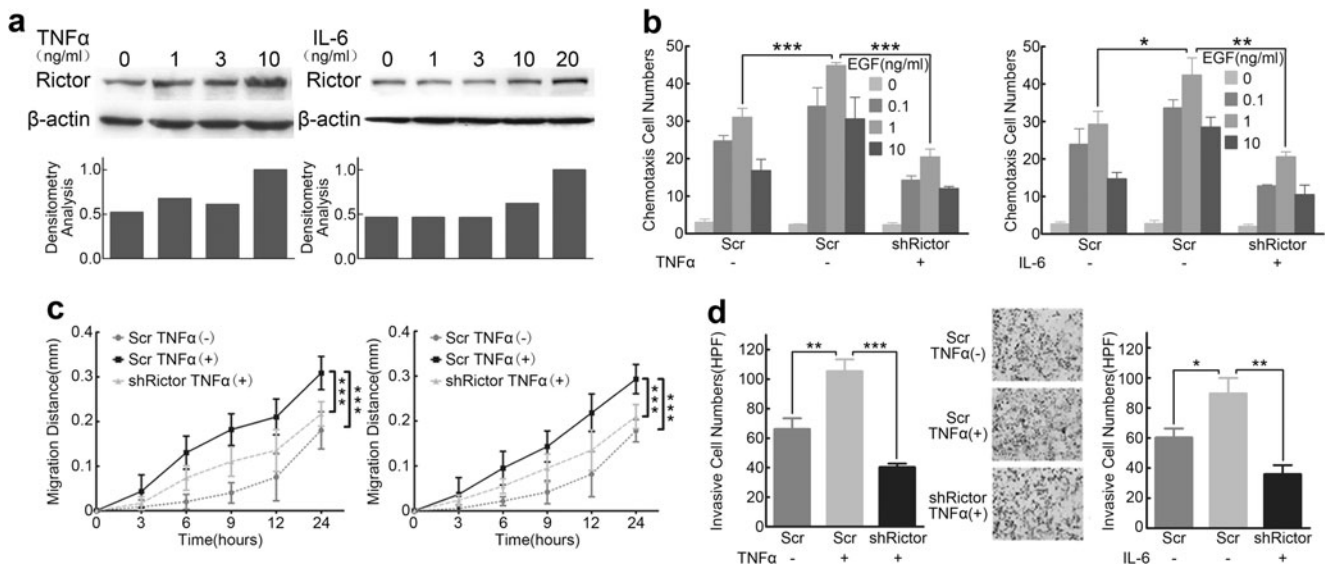 a
TNFα
(ng/ml)
0 1 3 10
Rictor
β-actin
Densitometry
Analysis
1.0
0.5
0.0
IL-6
(ng/ml)
0 1 3 10 20
Rictor
β-actin
Densitometry
Analysis
1.0
0.5
0.0
b
Chemotaxis Cell Numbers
50
40
30
20
10
0
*** ***
EGF(ng/ml)
0
0.1
1
10
Scr Scr shRictor
TNFα - - +
Chemotaxis Cell Numbers
50
40
30
20
10
0
* **
EGF(ng/ml)
0
0.1
1
10
Scr Scr shRictor
IL-6 - - +
c
Migration Distance(mm)
0.4
0.3
0.2
0.1
0
Scr TNFα(-)
Scr TNFα(+)
shRictor TNFα(+)
***
***
0 3 6 9 12 24
Time(hours)
Migration Distance(mm)
0.4
0.3
0.2
0.1
0
Scr TNFα(-)
Scr TNFα(+)
shRictor TNFα(+)
***
***
0 3 6 9 12 24
Time(hours)
d
Invasive Cell Numbers(HPF)
120
100
80
60
40
20
0
** ***
Scr Scr shRictor
TNFα - + +
Scr
TNFα(-)
Scr
TNFα(+)
shRictor
TNFα(+)
Invasive Cell Numbers(HPF)
120
100
80
60
40
20
0
* **
Scr Scr shRictor
IL-6 - - +